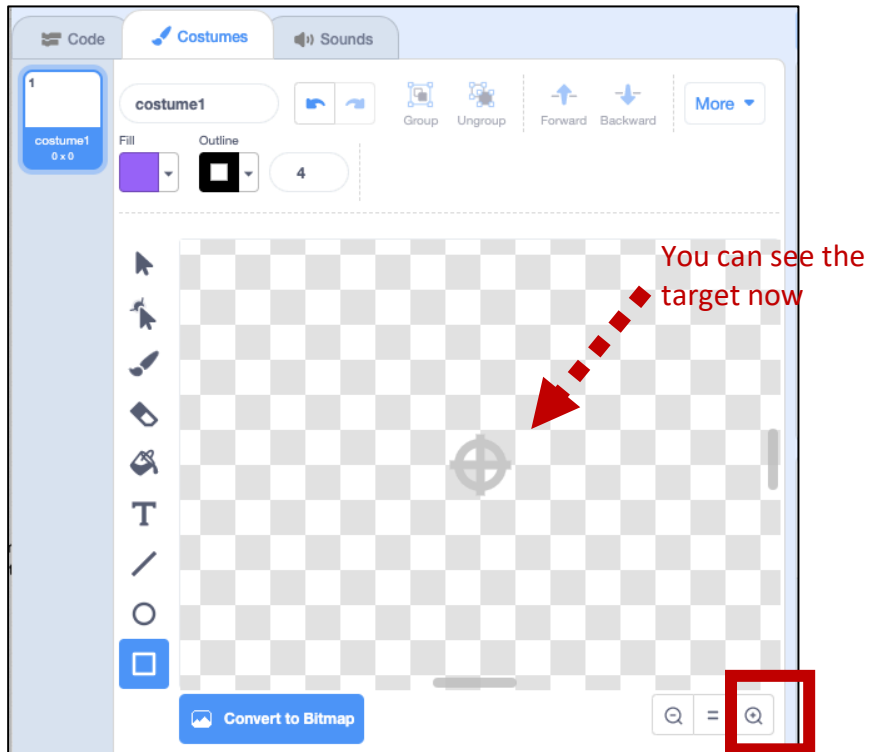 Code Costumes Sounds
1
costume1
0 x 0
costume1
Group Ungroup Forward Backward
More
Fill Outline
4
You can see the
target now
T
Convert to Bitmap